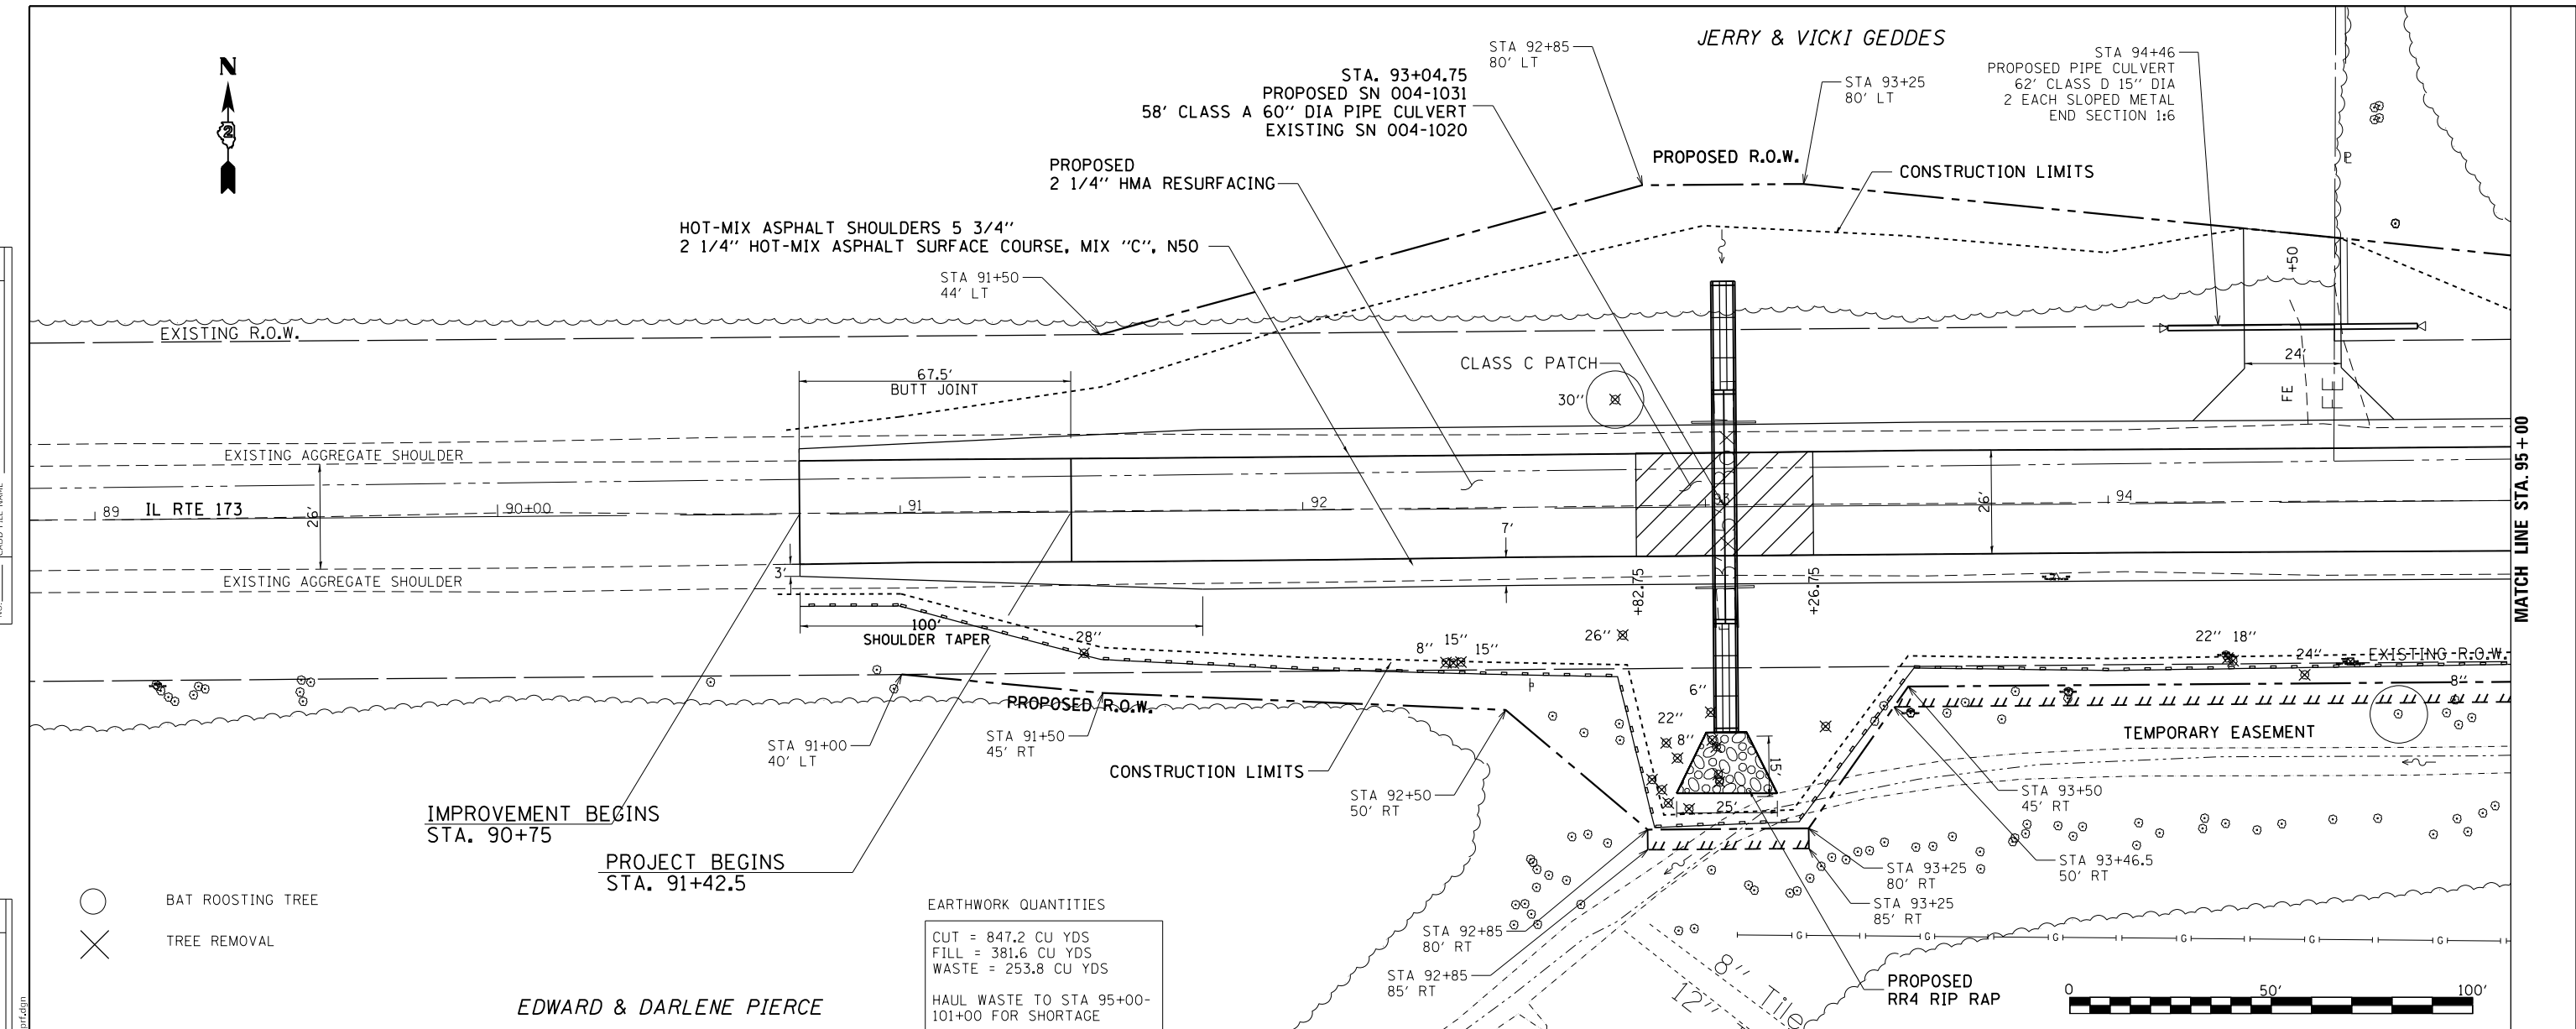 JERRY & VICKI GEDDES
N
2
STA 92+85
80' LT
STA. 93+04.75
PROPOSED SN 004-1031
58' CLASS A 60" DIA PIPE CULVERT
EXISTING SN 004-1020
STA 93+25
80' LT
STA 94+46
PROPOSED PIPE CULVERT
62' CLASS D 15" DIA
2 EACH SLOPED METAL
END SECTION 1:6
PROPOSED R.O.W.
CONSTRUCTION LIMITS
PROPOSED
2 1/4" HMA RESURFACING
HOT-MIX ASPHALT SHOULDERS 5 3/4"
2 1/4" HOT-MIX ASPHALT SURFACE COURSE, MIX "C", N50
STA 91+50
44' LT
+50
EXISTING R.O.W.
67.5'
BUTT JOINT
CLASS C PATCH
30"
24'
FE
EXISTING AGGREGATE SHOULDER
89
IL RTE 173
26'
90+00
91
92
93
94
26'
7'
EXISTING AGGREGATE SHOULDER
3'
+82.75
+26.75
MATCH LINE STA. 95+00
100'
SHOULDER TAPER
28"
8"
15"
15"
26"
22" 18"
24"
EXISTING R.O.W.
8"
PROPOSED R.O.W.
6"
22"
8"
15'
25'
TEMPORARY EASEMENT
STA 91+00
40' LT
STA 91+50
45' RT
CONSTRUCTION LIMITS
STA 92+50
50' RT
STA 93+50
45' RT
STA 93+46.5
50' RT
IMPROVEMENT BEGINS
STA. 90+75
PROJECT BEGINS
STA. 91+42.5
STA 93+25
80' RT
STA 93+25
85' RT
STA 92+85
80' RT
STA 92+85
85' RT
BAT ROOSTING TREE
TREE REMOVAL
EARTHWORK QUANTITIES
CUT = 847.2 CU YDS
FILL = 381.6 CU YDS
WASTE = 253.8 CU YDS
HAUL WASTE TO STA 95+00-
101+00 FOR SHORTAGE
EDWARD & DARLENE PIERCE
G G G G G G
8" Tile
12"
PROPOSED
RR4 RIP RAP
0 50' 100'